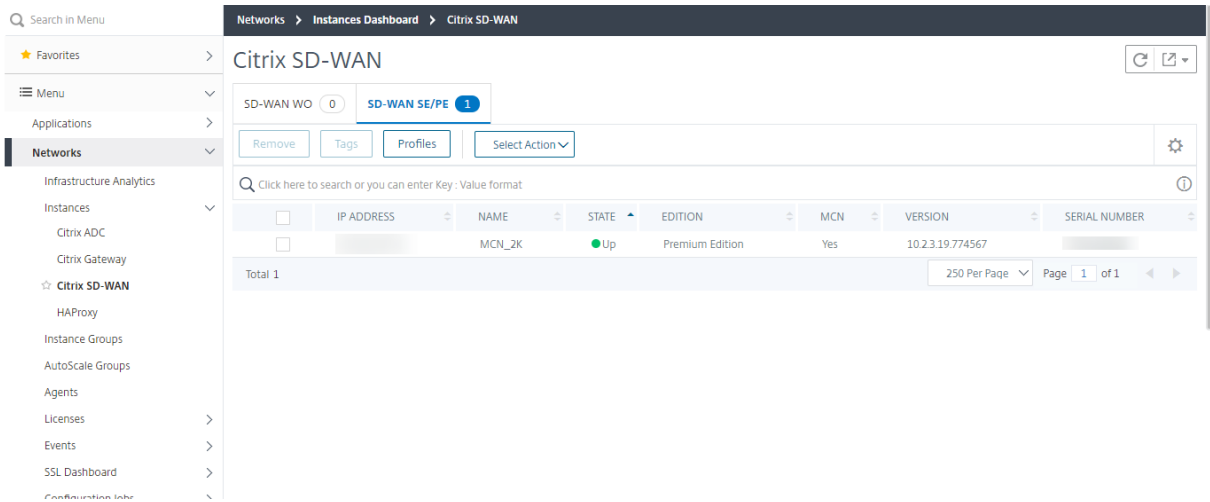 Search in Menu
Favorites
Menu
Applications
Networks
Infrastructure Analytics
Instances
Citrix ADC
Citrix Gateway
Citrix SD-WAN
HAProxy
Instance Groups
AutoScale Groups
Agents
Licenses
Events
SSL Dashboard
Configuration Jobs
Networks > Instances Dashboard > Citrix SD-WAN
Citrix SD-WAN
SD-WAN WO 0 SD-WAN SE/PE 1
Remove Tags Profiles Select Action
Click here to search or you can enter Key : Value format
IP ADDRESS NAME STATE EDITION MCN VERSION SERIAL NUMBER
MCN_2K Up Premium Edition Yes 10.2.3.19.774567
Total 1 250 Per Page Page 1 of 1